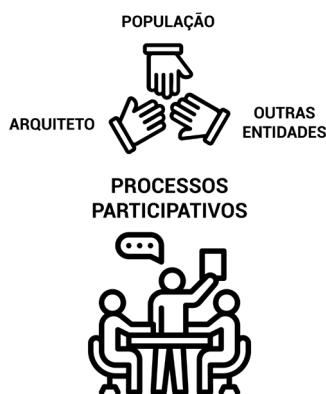 POPULAÇÃO
ARQUITETO
OUTRAS
ENTIDADES
PROCESSOS
PARTICIPATIVOS